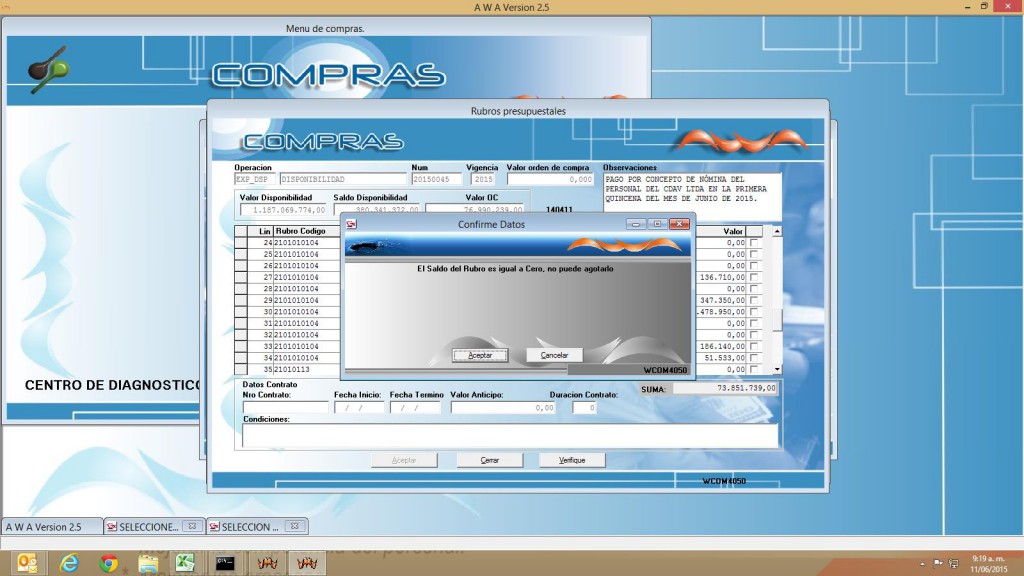 A W A Version 2.5
Menu de compras.
COMPRAS
Rubros presupuestales
COMPRAS
Operacion Num Vigencia Valor orden de compra Observaciones
EXP_DSP DISPONIBILIDAD 20150045 2015 0,000
PAGO POR CONCEPTO DE NÓMINA DEL
PERSONAL DEL CDAV LTDA EN LA PRIMERA
QUINCENA DEL MES DE JUNIO DE 2015.
Valor Disponibilidad Saldo Disponibilidad Valor OC
1.187.069.774,00 380.341.372,00 76.990.239,00 140411
Lin Rubro Codigo Valor
24 2101010104 0,00
25 2101010104 0,00
26 2101010104 0,00
27 2101010104 136.710,00
28 2101010104 0,00
29 2101010104 347.350,00
30 2101010104 .478.950,00
31 2101010104 0,00
32 2101010104 0,00
33 2101010104 186.140,00
34 2101010104 51.533,00
35 21010113 0,00
Confirme Datos
El Saldo del Rubro es igual a Cero, no puede agotarlo
Aceptar Cancelar
WCOM4050
CENTRO DE DIAGNOSTICO
Datos Contrato
SUMA: 73.851.739,00
Nro Contrato: Fecha Inicio: Fecha Termino Valor Anticipo: Duracion Contrato:
/ / / / 0,00 0
Condiciones:
Aceptar Cerrar Verifique
WCOM4050
A W A Version 2.5 SELECCIONE... SELECCION ...
9:19 a. m.
11/06/2015